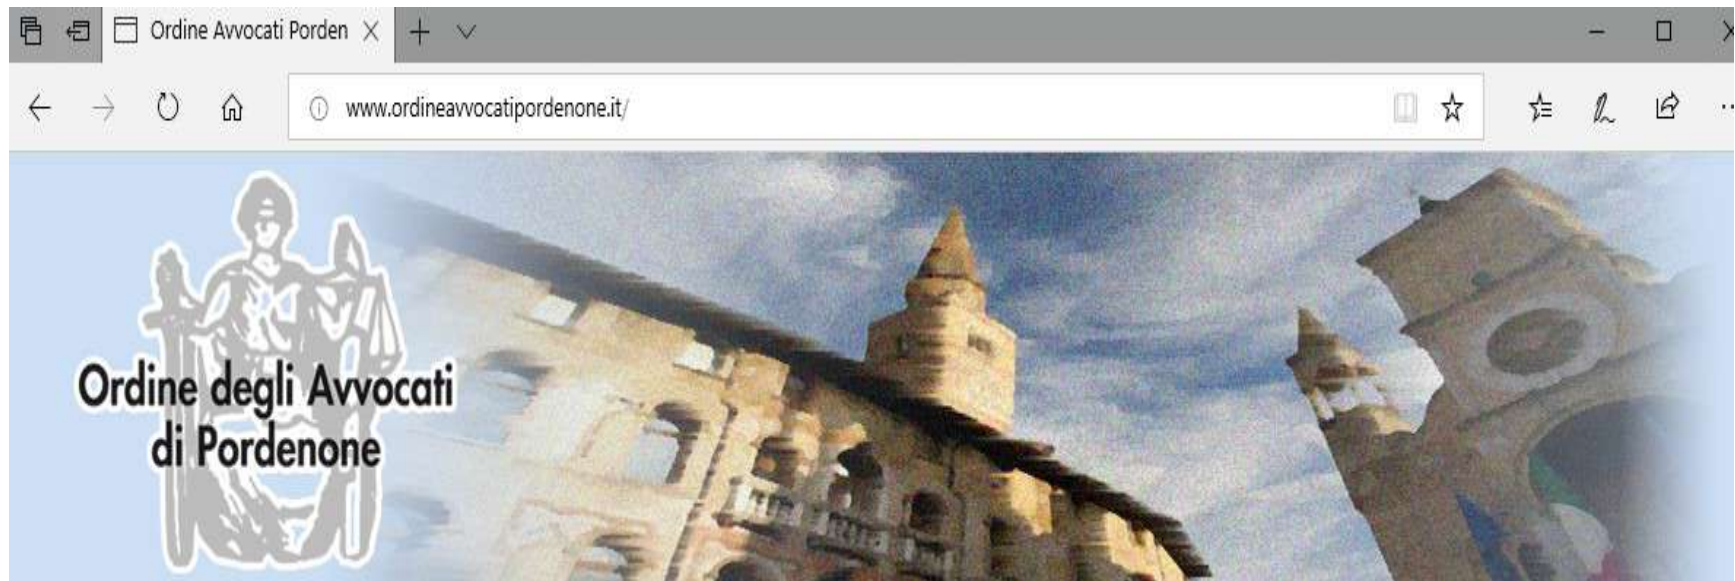 Ordine Avvocati Porden
www.ordineavvocatipordenone.it/
Ordine degli Avvocati
di Pordenone